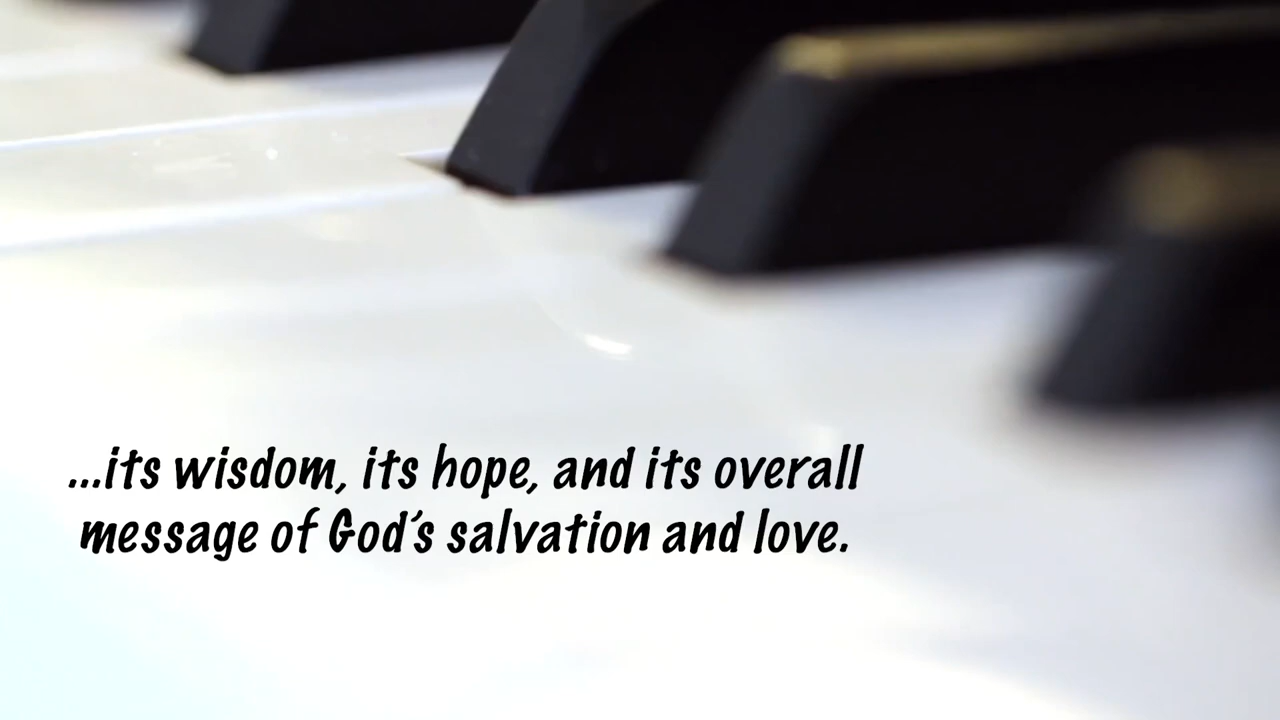 ...its wisdom, its hope, and its overall
message of God’s salvation and love.